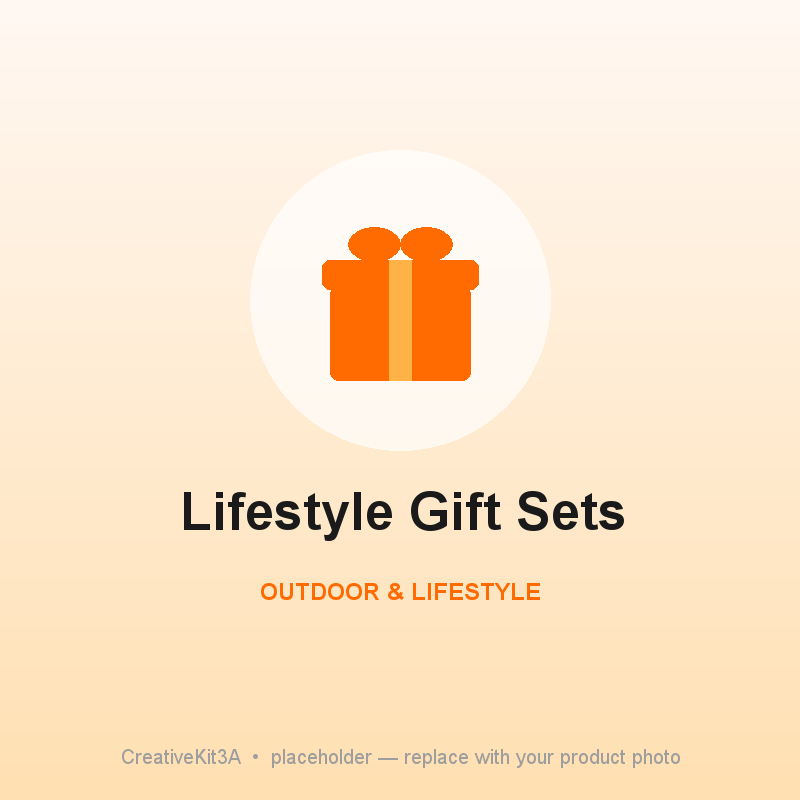 Lifestyle Gift Sets
OUTDOOR & LIFESTYLE
CreativeKit3A • placeholder — replace with your product photo